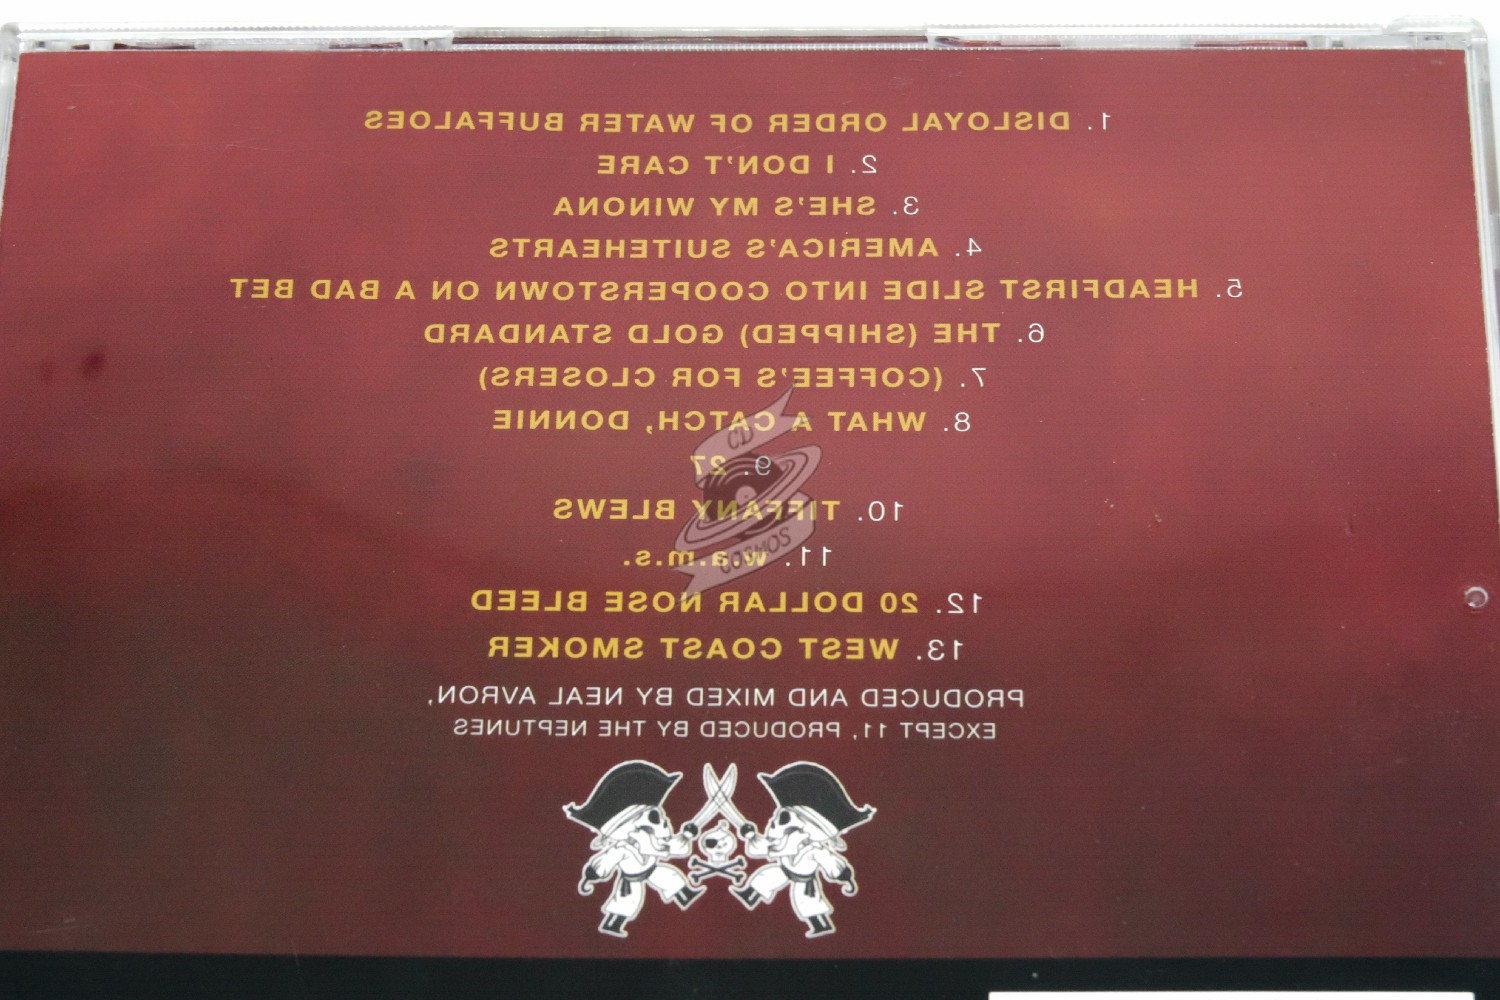 1. DISLOYAL ORDER OF WATER BUFFALOES
2. I DON'T CARE
3. SHE'S MY WINONA
4. AMERICA'S SUITEHEARTS
5. HEADFIRST SLIDE INTO COOPERSTOWN ON A BAD BET
6. THE (SHIPPED) GOLD STANDARD
7. (COFFEE'S FOR CLOSERS)
8. WHAT A CATCH, DONNIE
9. 27
10. TIFFANY BLEWS
11. w.a.m.s.
12. 20 DOLLAR NOSE BLEED
13. WEST COAST SMOKER
PRODUCED AND MIXED BY NEAL AVRON,
EXCEPT 11, PRODUCED BY THE NEPTUNES
CD
COSMOS